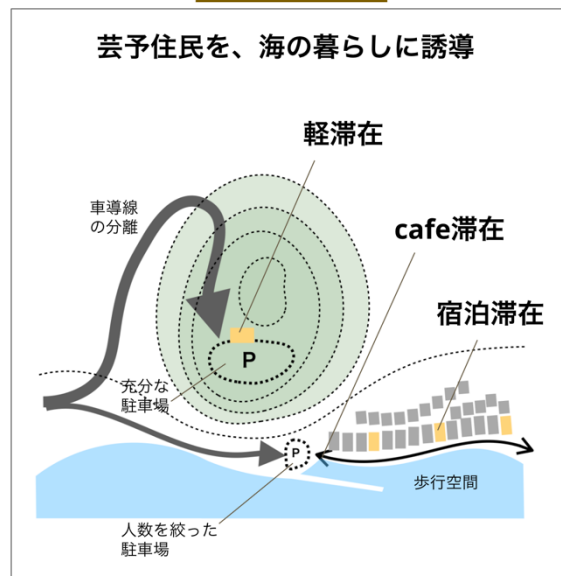 芸予住民を、海の暮らしに誘導
軽滞在
車導線
の分離
cafe滞在
宿泊滞在
P
充分な
駐車場
P
歩行空間
人数を絞った
駐車場